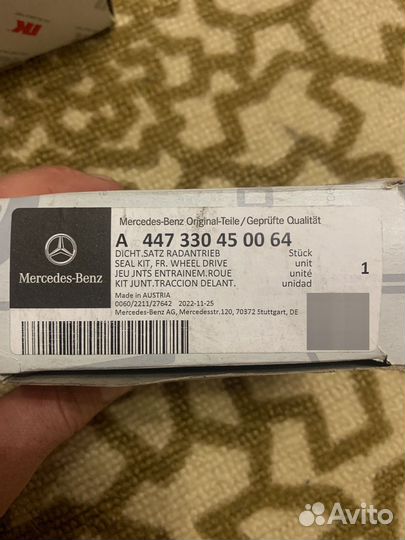 NK
Mercedes-Benz Original-Teile/Geprüfte Qualität
A 447 330 45 00 64
DICHT.SATZ RADANTRIEB Stück
SEAL KIT, FR. WHEEL DRIVE unit
JEU JNTS ENTRAINEM.ROUE unité
KIT JUNT.TRACCION DELANT. unidad
1
Mercedes-Benz
Made in AUSTRIA
0060/2211/27642 2022-11-25
Mercedes-Benz AG, Mercedesstr.120, 70372 Stuttgart, DE
Avito